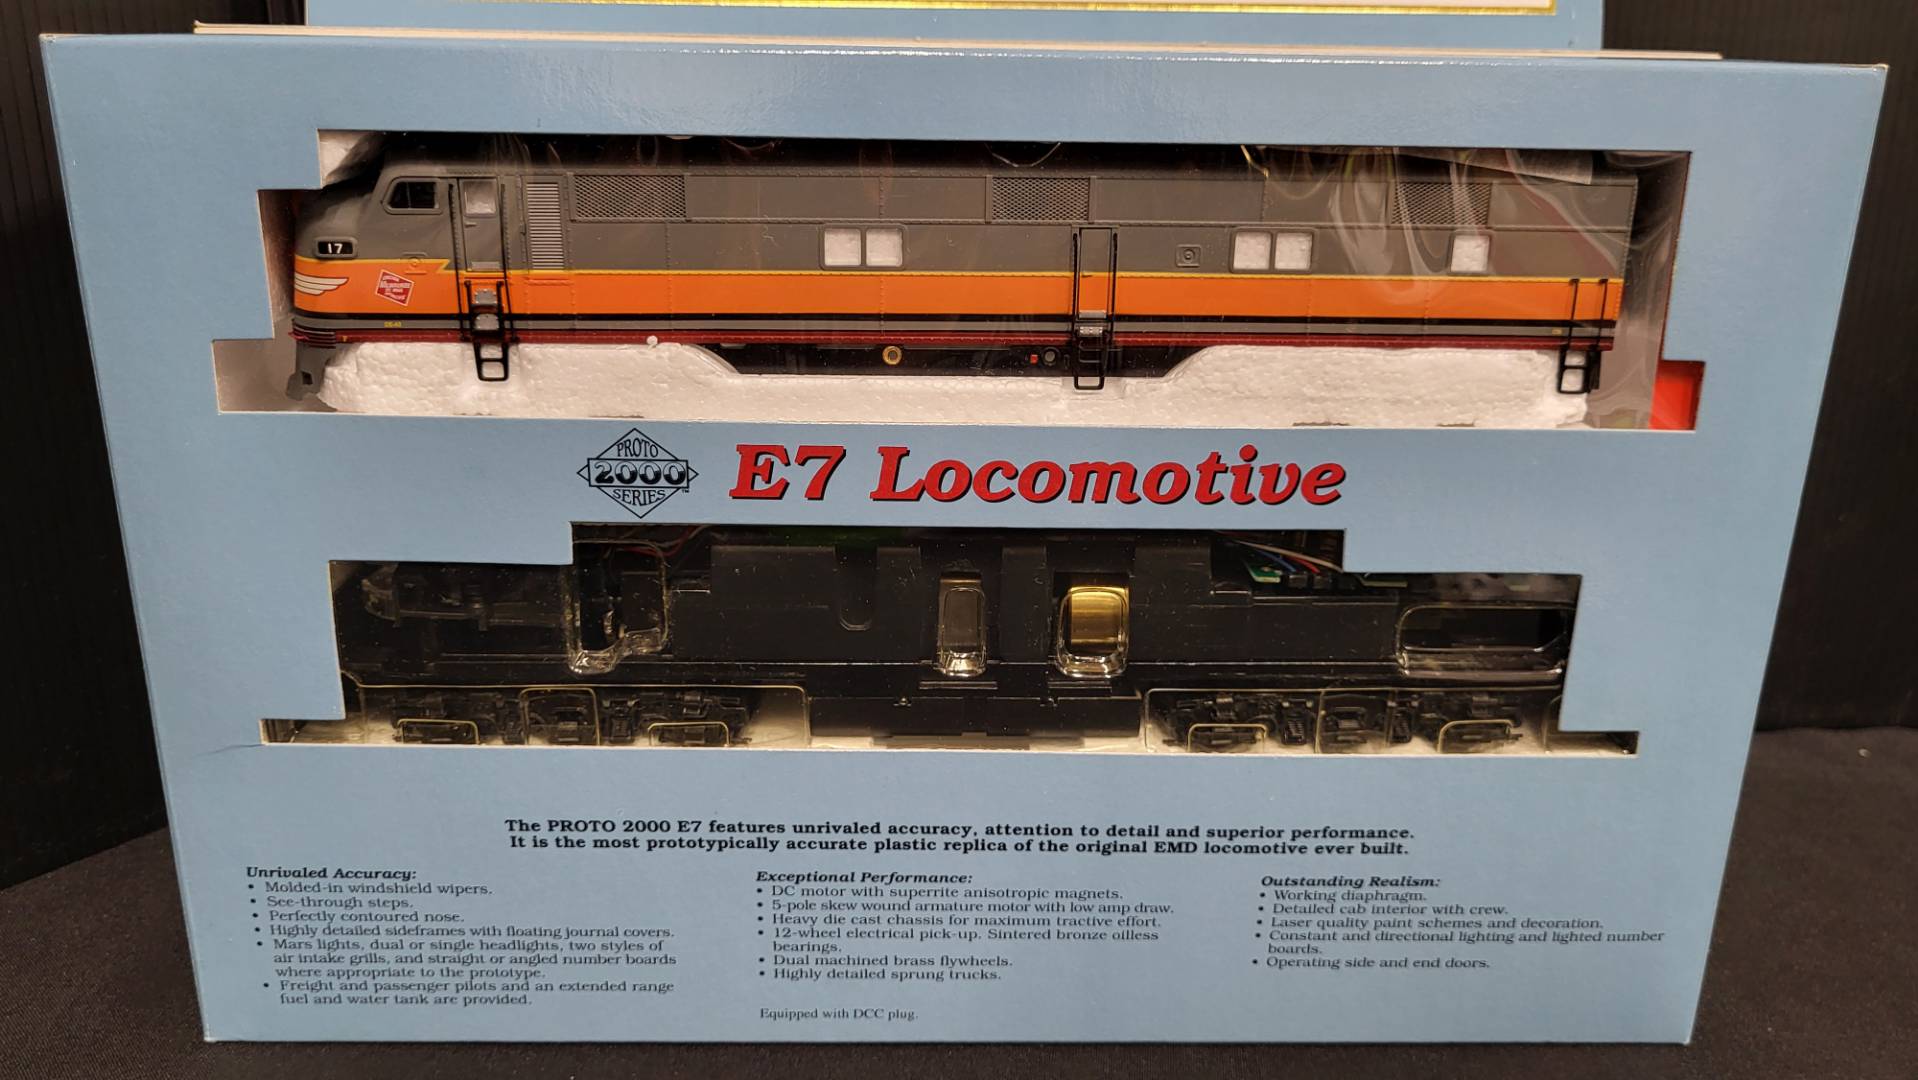 17
MILWAUKEE
PROTO
2000
SERIES
E7 Locomotive
The PROTO 2000 E7 features unrivaled accuracy, attention to detail and superior performance.
It is the most prototypically accurate plastic replica of the original EMD locomotive ever built.
Unrivaled Accuracy:
• Molded-in windshield wipers.
• See-through steps.
• Perfectly contoured nose.
• Highly detailed sideframes with floating journal covers.
• Mars lights, dual or single headlights, two styles of
air intake grills, and straight or angled number boards
where appropriate to the prototype.
• Freight and passenger pilots and an extended range
fuel and water tank are provided.
Exceptional Performance:
• DC motor with superrite anisotropic magnets.
• 5-pole skew wound armature motor with low amp draw.
• Heavy die cast chassis for maximum tractive effort.
• 12-wheel electrical pick-up. Sintered bronze oilless
bearings.
• Dual machined brass flywheels.
• Highly detailed sprung trucks.
Equipped with DCC plug.
Outstanding Realism:
• Working diaphragm.
• Detailed cab interior with crew.
• Laser quality paint schemes and decoration.
• Constant and directional lighting and lighted number
boards.
• Operating side and end doors.